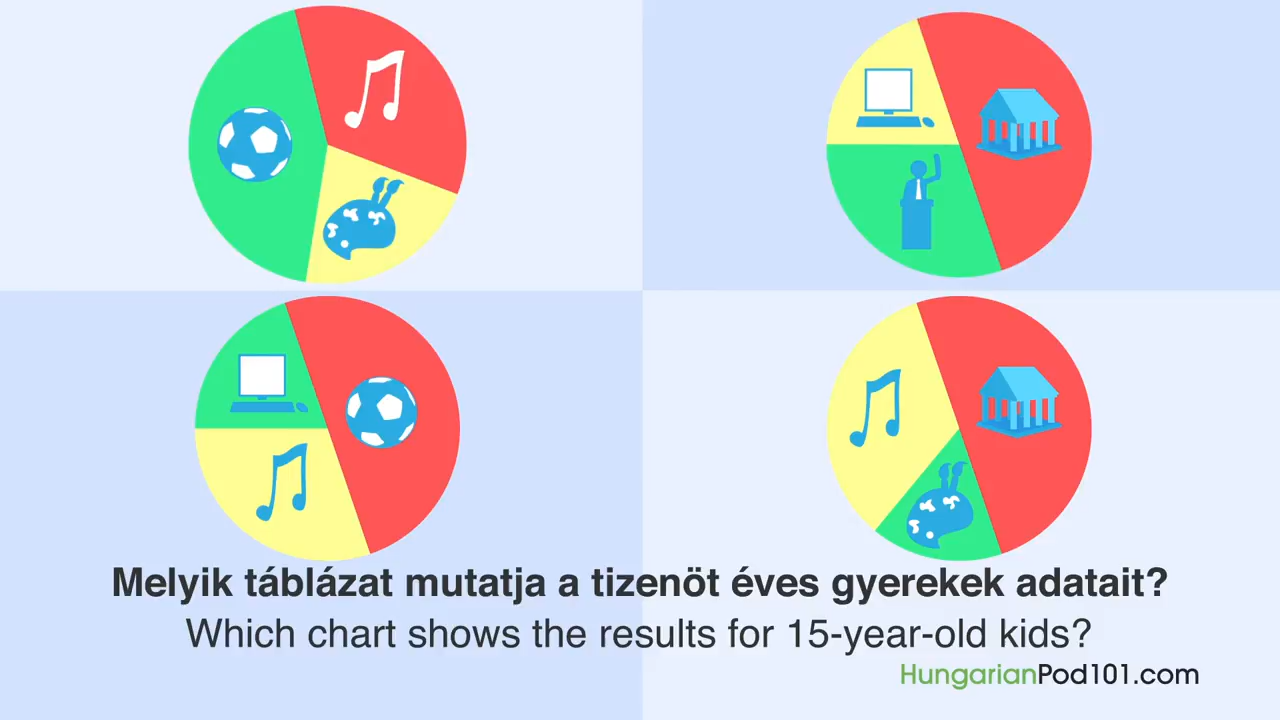 Melyik táblázat mutatja a tizenöt éves gyerekek adatait?
Which chart shows the results for 15-year-old kids?
HungarianPod101.com